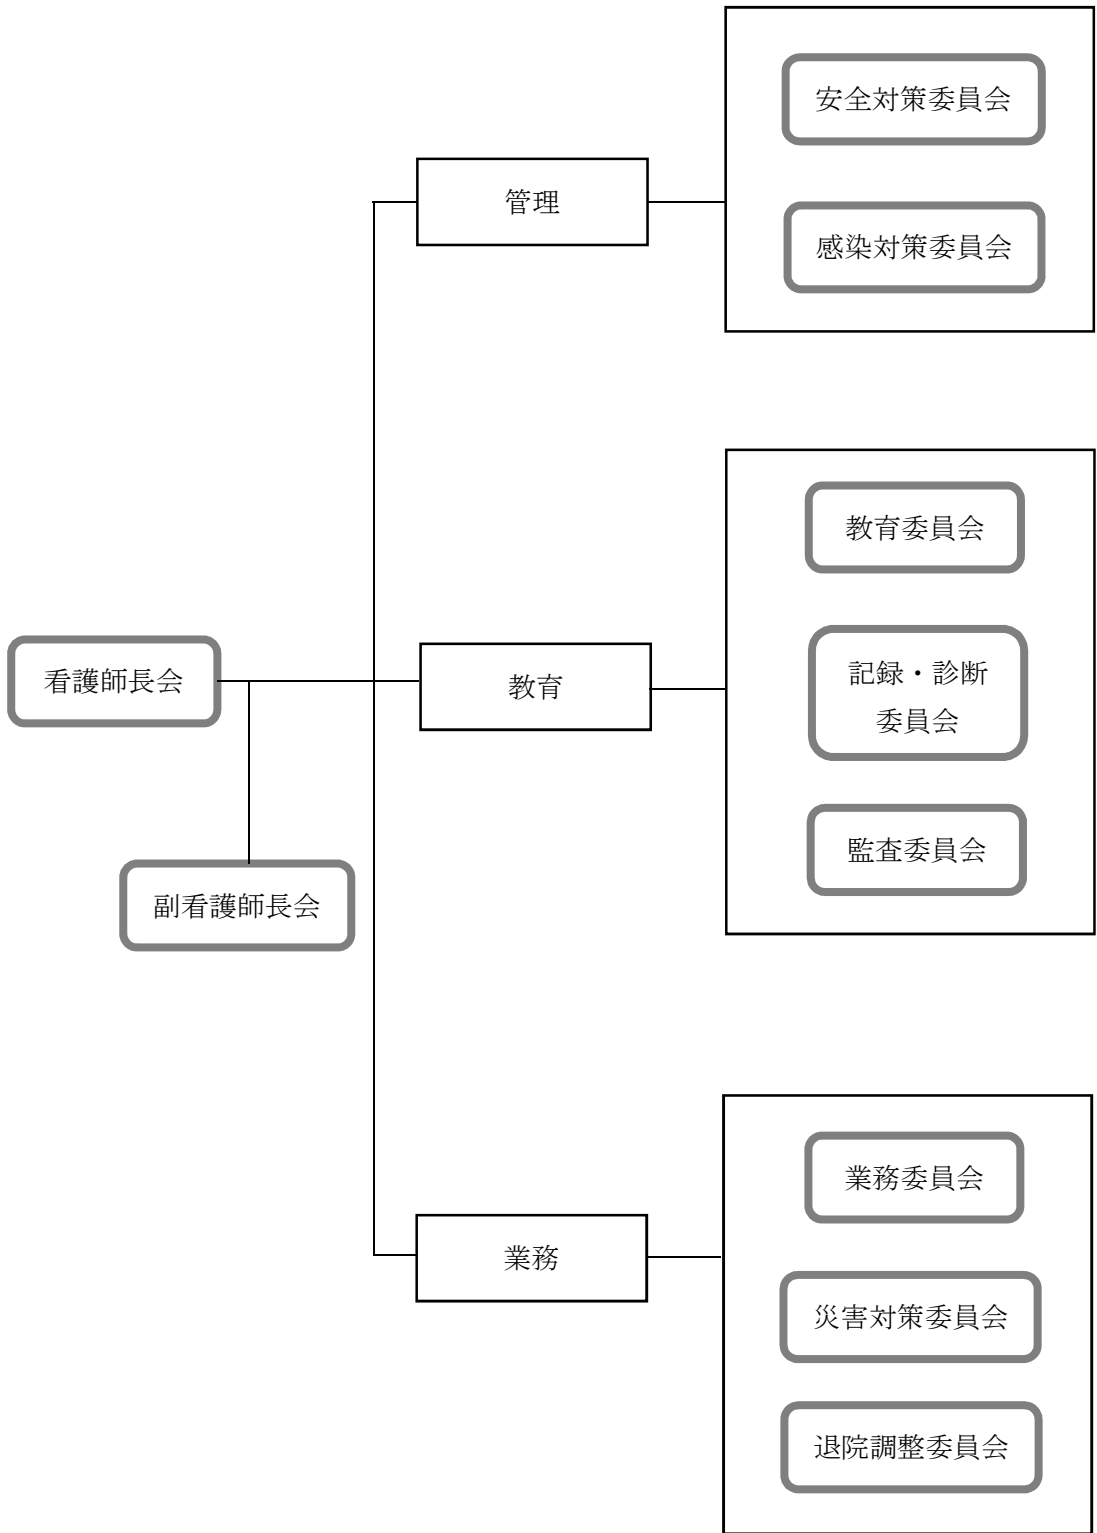 看護師長会
副看護師長会
管理
安全対策委員会
感染対策委員会
教育
教育委員会
記録・診断
委員会
監査委員会
業務
業務委員会
災害対策委員会
退院調整委員会